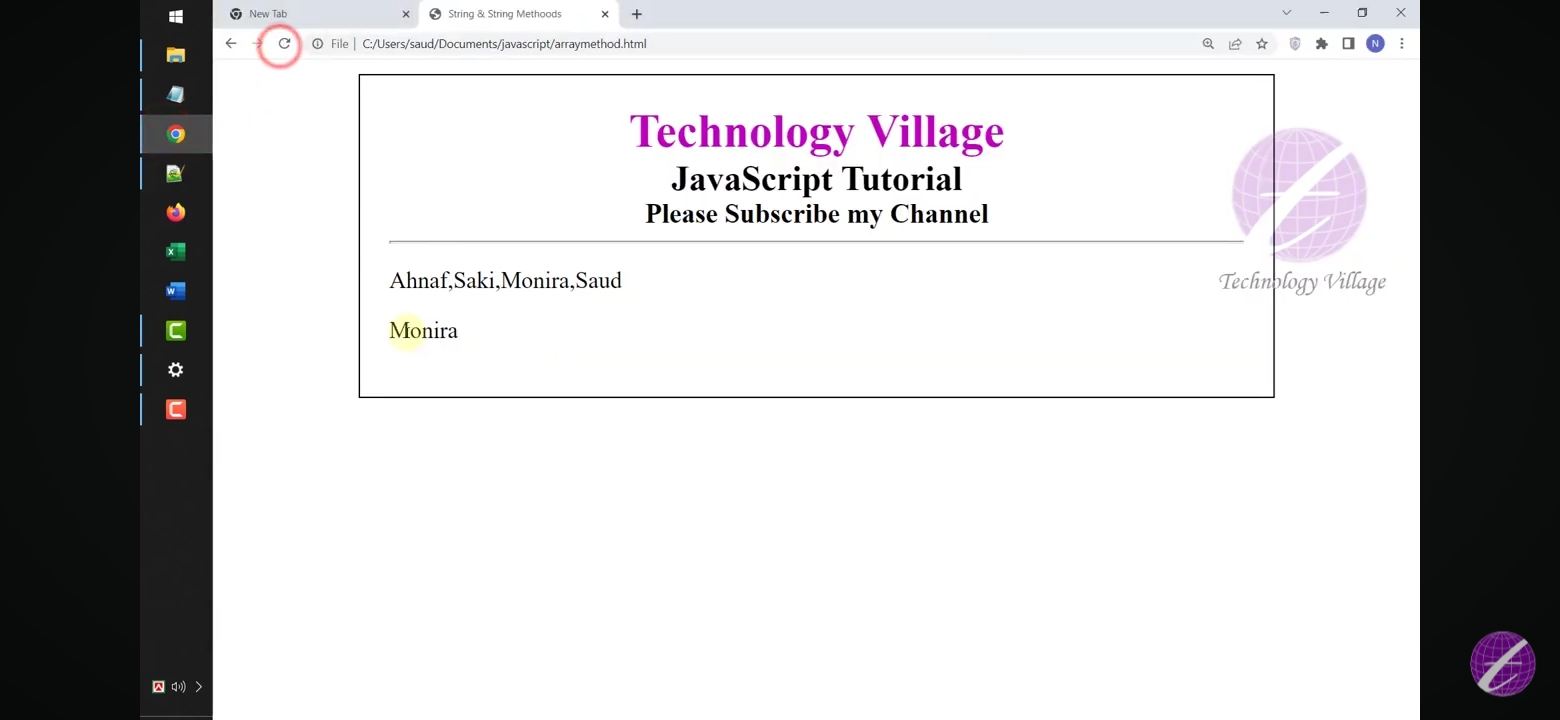 New Tab
String & String Methoods
File
C:/Users/saud/Documents/javascript/arraymethod.html
N
Technology Village
JavaScript Tutorial
Please Subscribe my Channel
Ahnaf,Saki,Monira,Saud
Technology Village
Monira